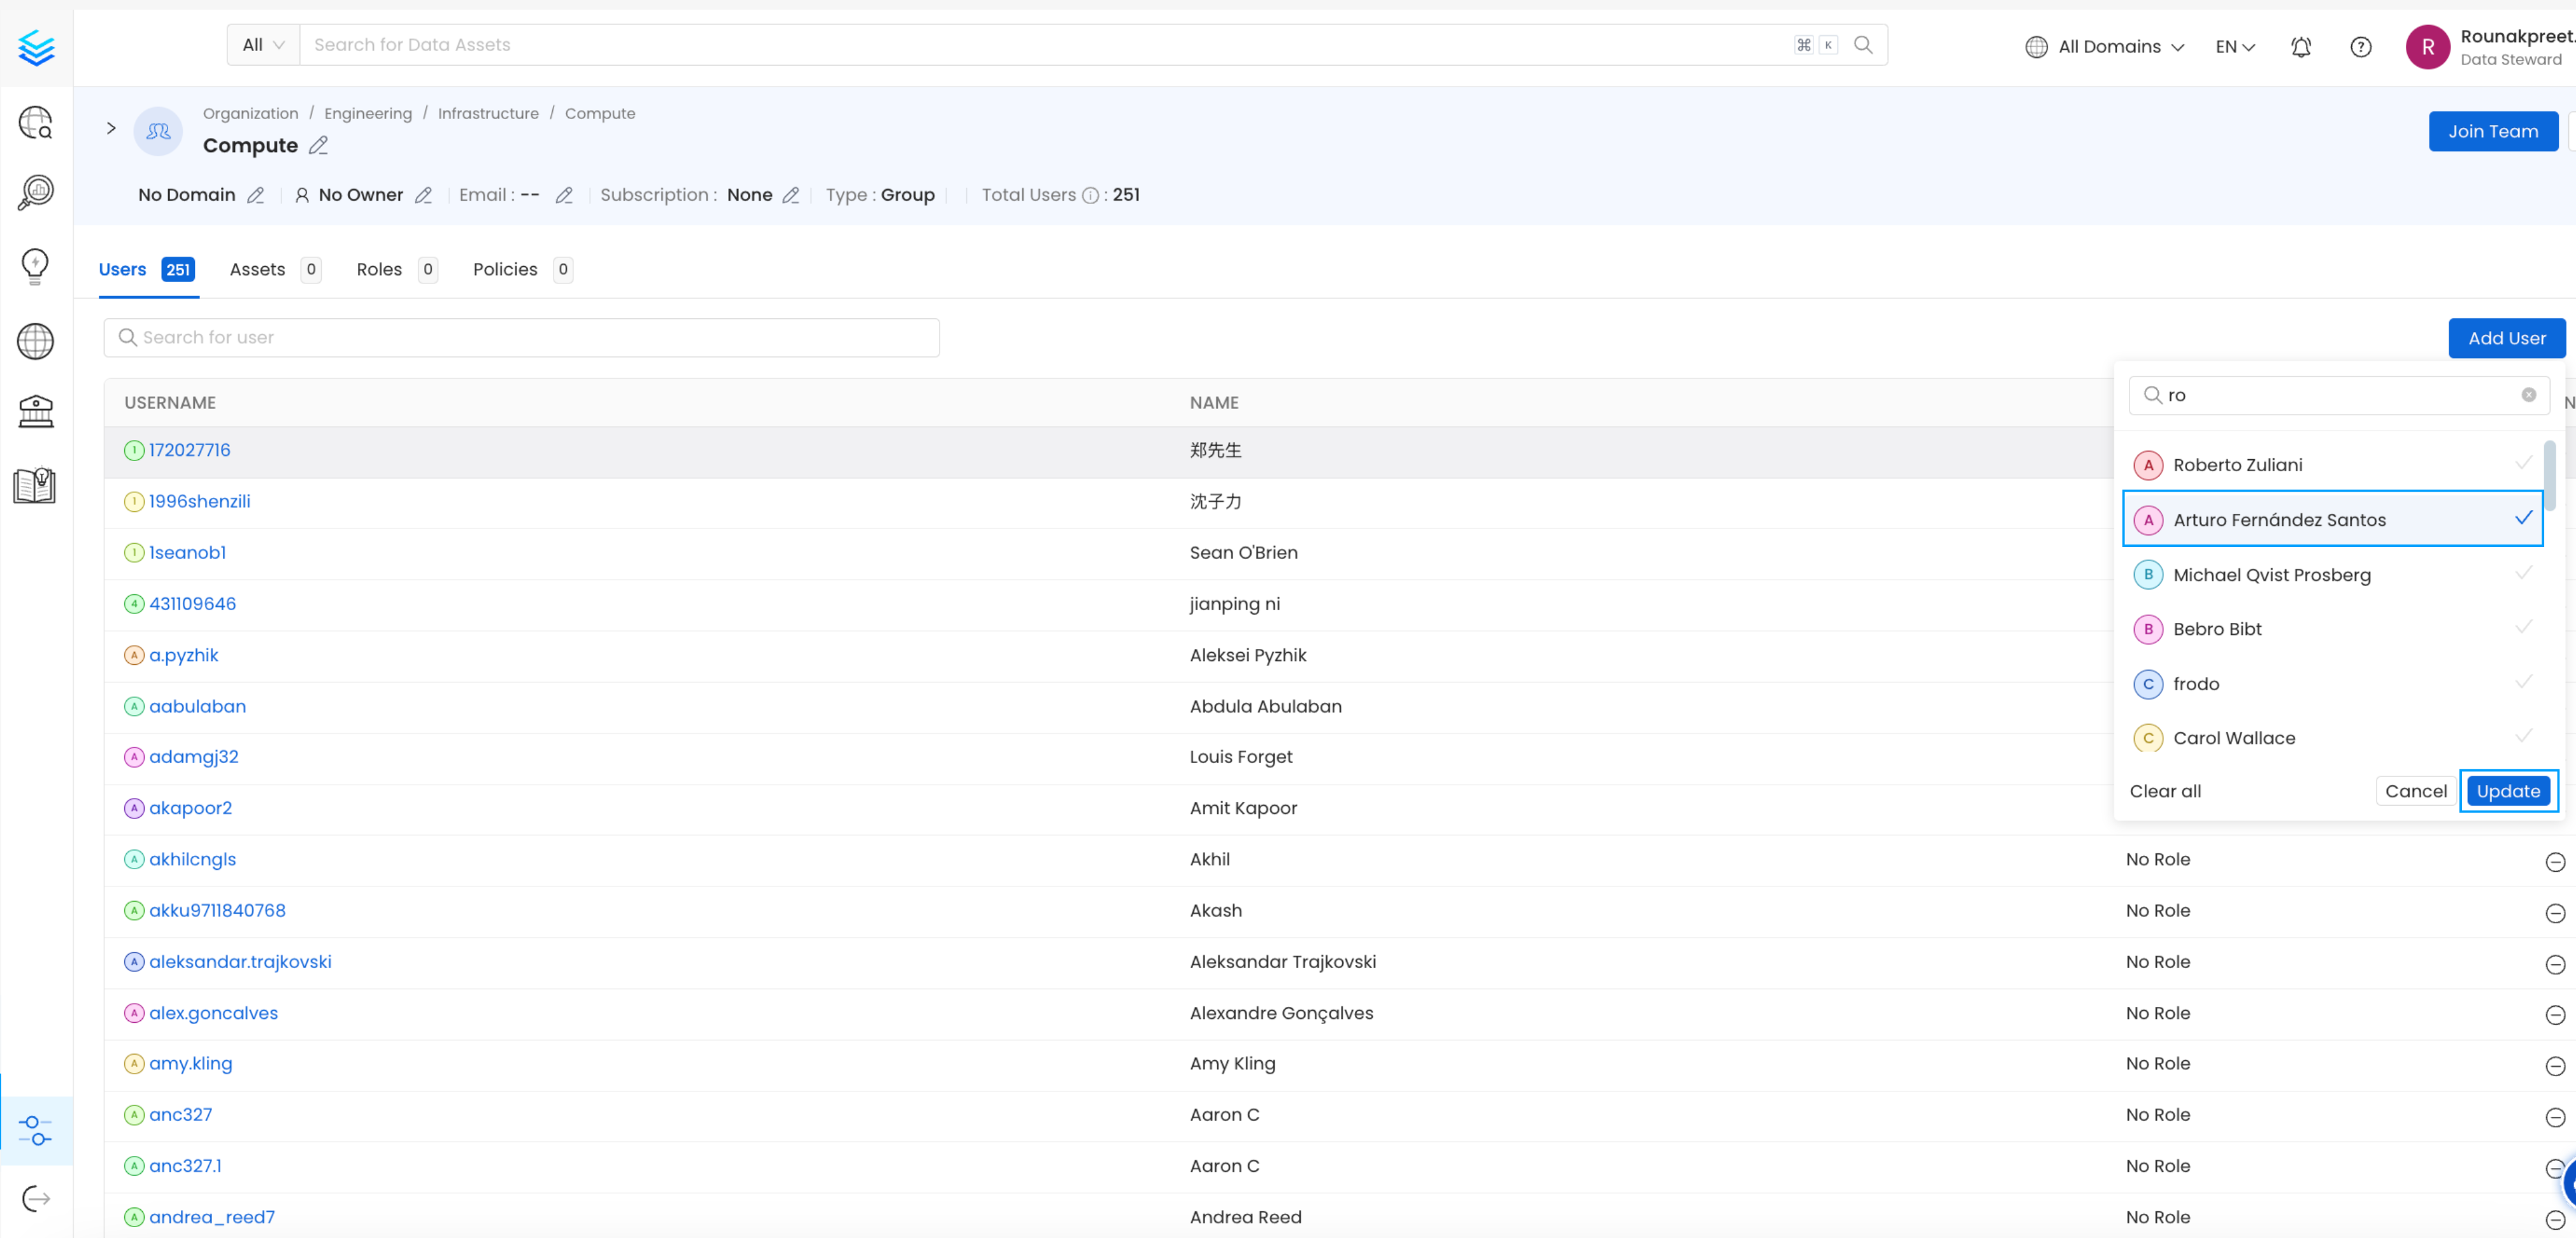 All Search for Data Assets ⌘ K All Domains EN R Rounakpreet.
Data Steward
Organization / Engineering / Infrastructure / Compute
Compute
Join Team
No Domain No Owner Email : -- Subscription : None Type : Group Total Users : 251
Users 251 Assets 0 Roles 0 Policies 0
Search for user
Add User
USERNAME NAME
ro
1 172027716 郑先生
A Roberto Zuliani
1 1996shenzili 沈子力
A Arturo Fernández Santos
1 1seanob1 Sean O'Brien
B Michael Qvist Prosberg
4 431109646 jianping ni
B Bebro Bibt
A a.pyzhik Aleksei Pyzhik
C frodo
A aabulaban Abdula Abulaban
C Carol Wallace
A adamgj32 Louis Forget
Clear all Cancel Update
A akapoor2 Amit Kapoor
A akhilcngls Akhil No Role
A akku9711840768 Akash No Role
A aleksandar.trajkovski Aleksandar Trajkovski No Role
A alex.goncalves Alexandre Gonçalves No Role
A amy.kling Amy Kling No Role
A anc327 Aaron C No Role
A anc327.1 Aaron C No Role
A andrea_reed7 Andrea Reed No Role